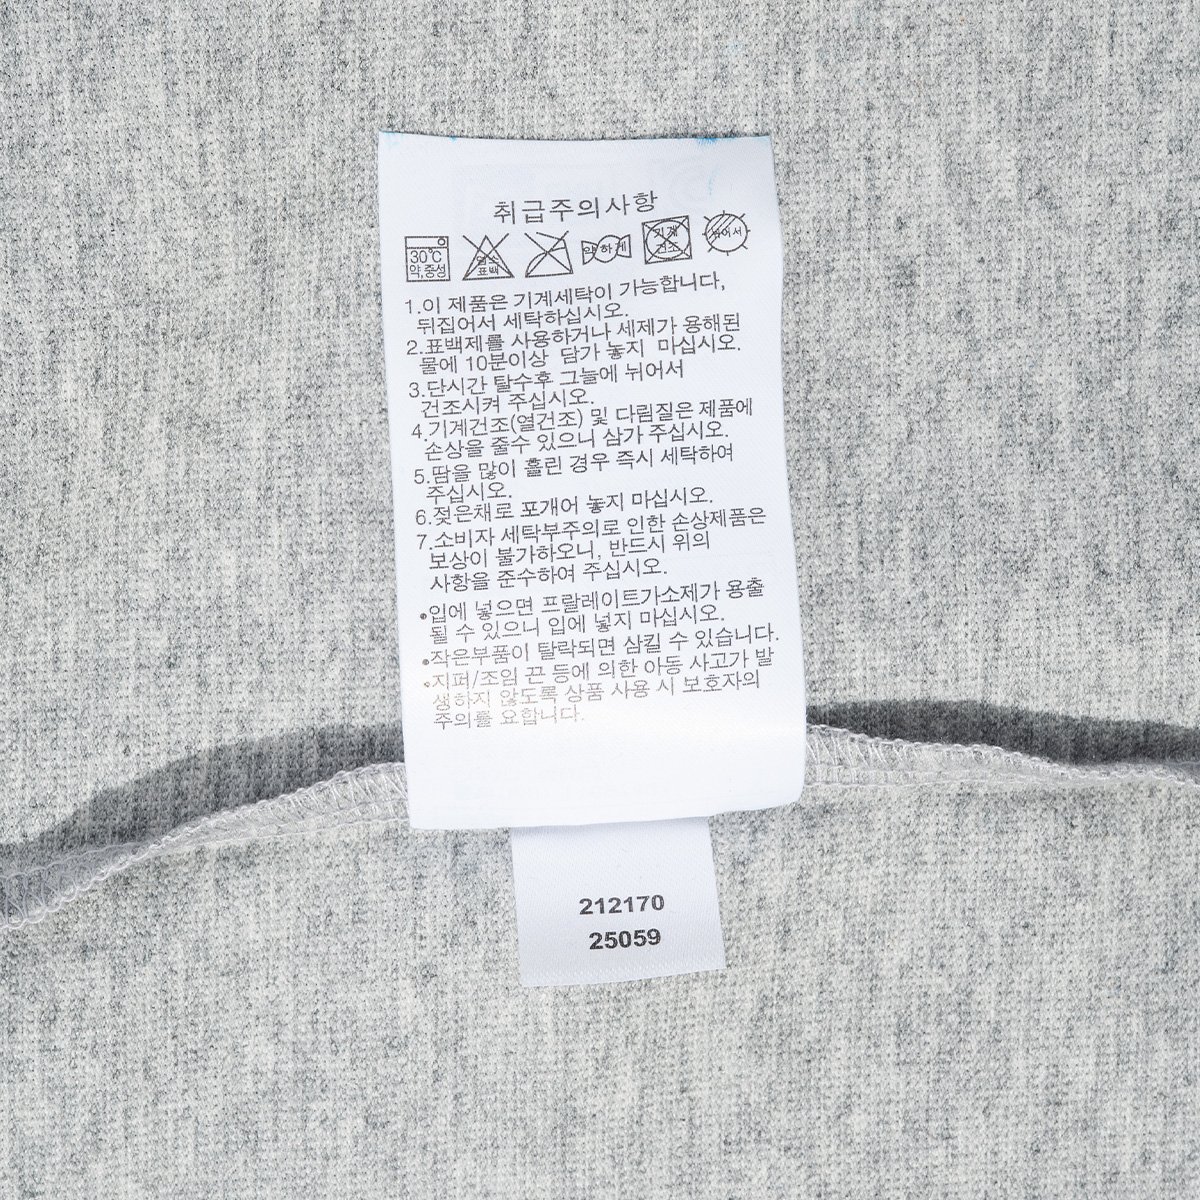 취급주의사항
30℃
약,중성
염소
표백
약하게
기계
건조
뉘어서
1.이 제품은 기계세탁이 가능합니다,
뒤집어서 세탁하십시오.
2.표백제를 사용하거나 세제가 용해된
물에 10분이상 담가 놓지 마십시오.
3.단시간 탈수후 그늘에 뉘어서
건조시켜 주십시오.
4.기계건조(열건조) 및 다림질은 제품에
손상을 줄수 있으니 삼가 주십시오.
5.땀을 많이 흘린 경우 즉시 세탁하여
주십시오.
6.젖은채로 포개어 놓지 마십시오.
7.소비자 세탁부주의로 인한 손상제품은
보상이 불가하오니, 반드시 위의
사항을 준수하여 주십시오.
•입에 넣으면 프탈레이트가소제가 용출
될 수 있으니 입에 넣지 마십시오.
•작은부품이 탈락되면 삼킬 수 있습니다.
•지퍼/조임 끈 등에 의한 아동 사고가 발
생하지 않도록 상품 사용 시 보호자의
주의를 요합니다.
212170
25059